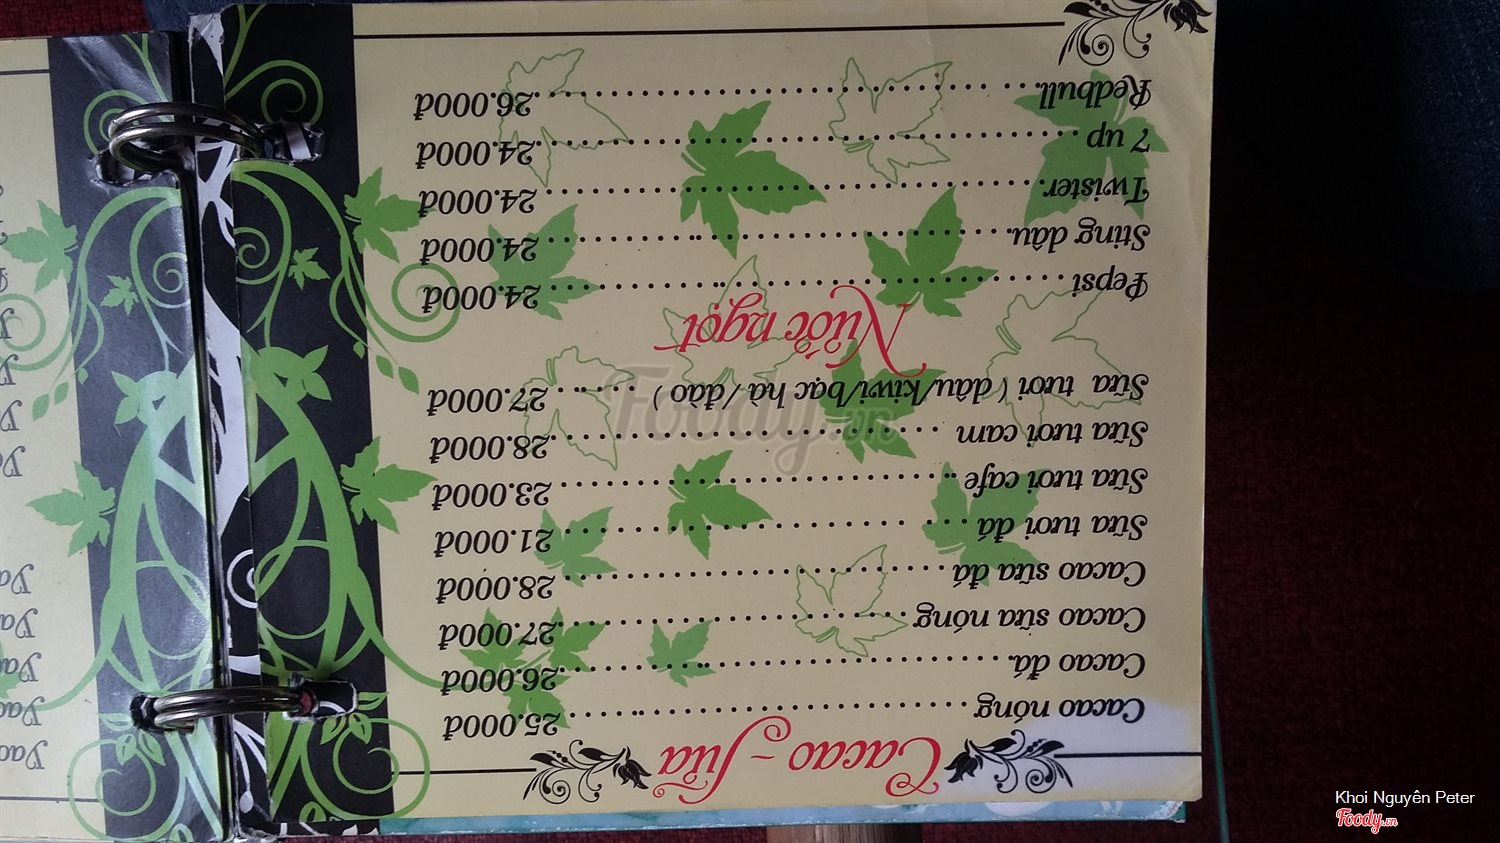 Cacao - Sữa
Cacao nóng 25.000đ
Cacao đá 26.000đ
Cacao sữa nóng 27.000đ
Cacao sữa đá 28.000đ
Sữa tươi đá 21.000đ
Sữa tươi cafe 23.000đ
Sữa tươi cam 28.000đ
Sữa tươi ( dâu/kiwi/bạc hà/đào ) 27.000đ
Nước ngọt
Pepsi 24.000đ
Sting dâu 24.000đ
Twister 24.000đ
7 up 24.000đ
Redbull 26.000đ
Foody.vn
Khoi Nguyên Peter
Foody.vn